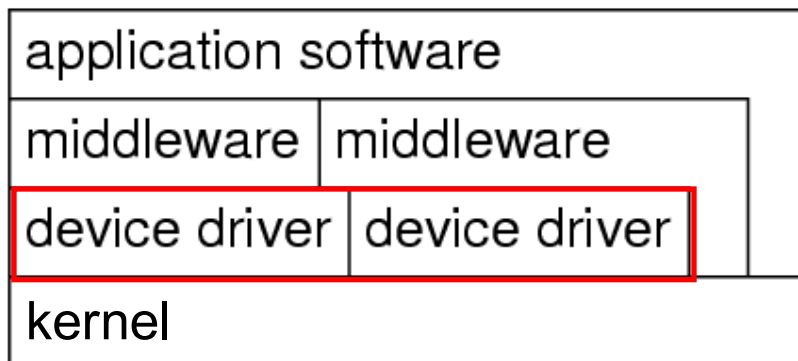 application software
middleware middleware
device driver device driver
kernel